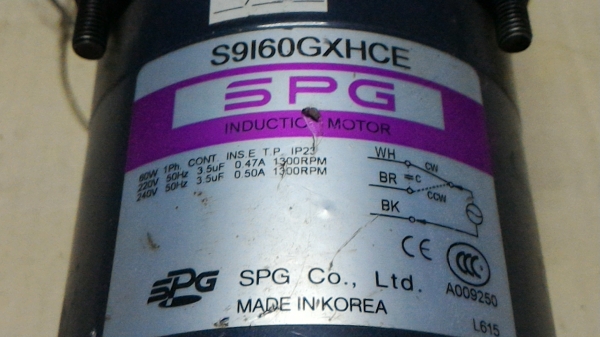 S9I60GXHCE
SPG
INDUCTION MOTOR
60W 1Ph. CONT INS.E T.P. IP23
220V 50Hz 3.5uF 0.47A 1300RPM
240V 50Hz 3.5uF 0.50A 1300RPM
WH CW
BR =C CCW
BK
CE CCC
A009250
SPG SPG Co., Ltd.
MADE IN KOREA
L615